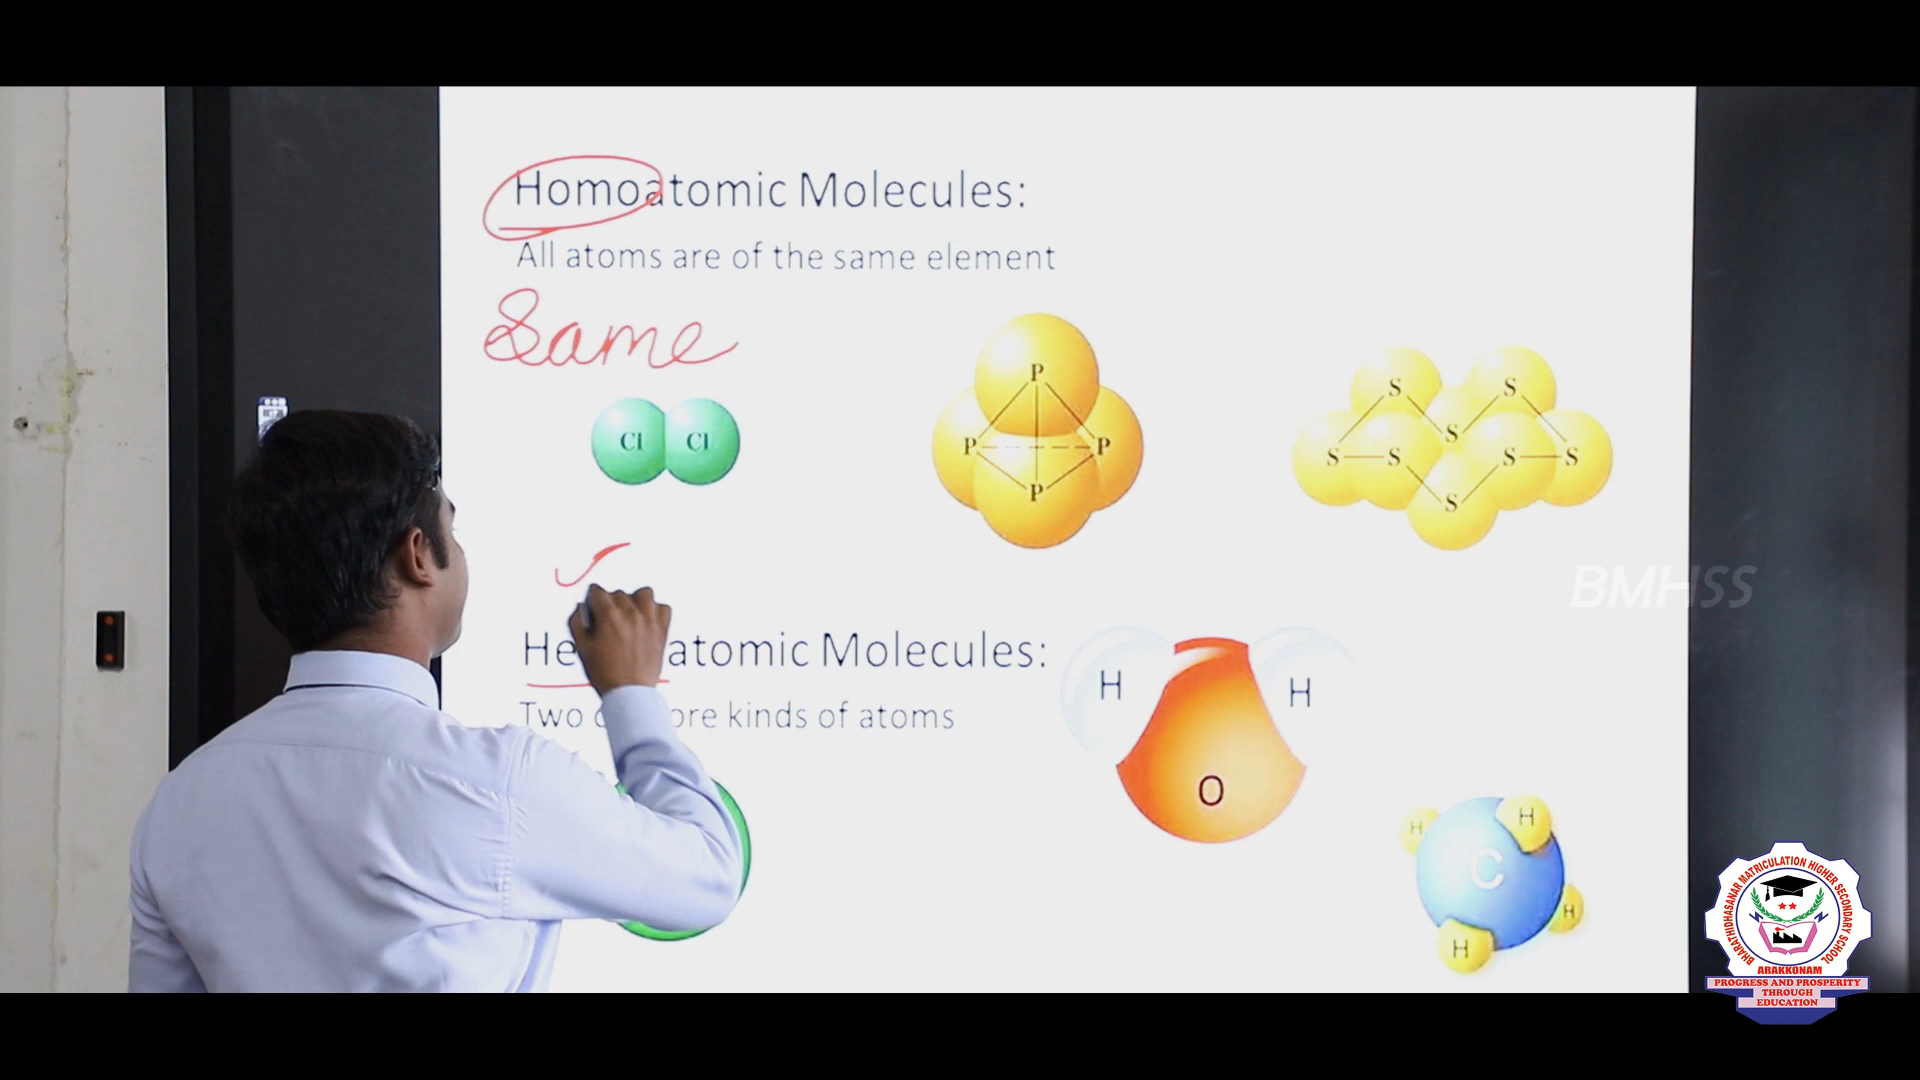 Homoatomic Molecules:
All atoms are of the same element
Same
Cl Cl
P
P P
P
S S
S
S S S S
S
BMHSS
He atomic Molecules:
Two ore kinds of atoms
H H
O
H H
C
H
H
BHARATHIDHASANAR MATRICULATION HIGHER SECONDARY SCHOOL
ARAKKONAM
PROGRESS AND PROSPERITY
THROUGH
EDUCATION